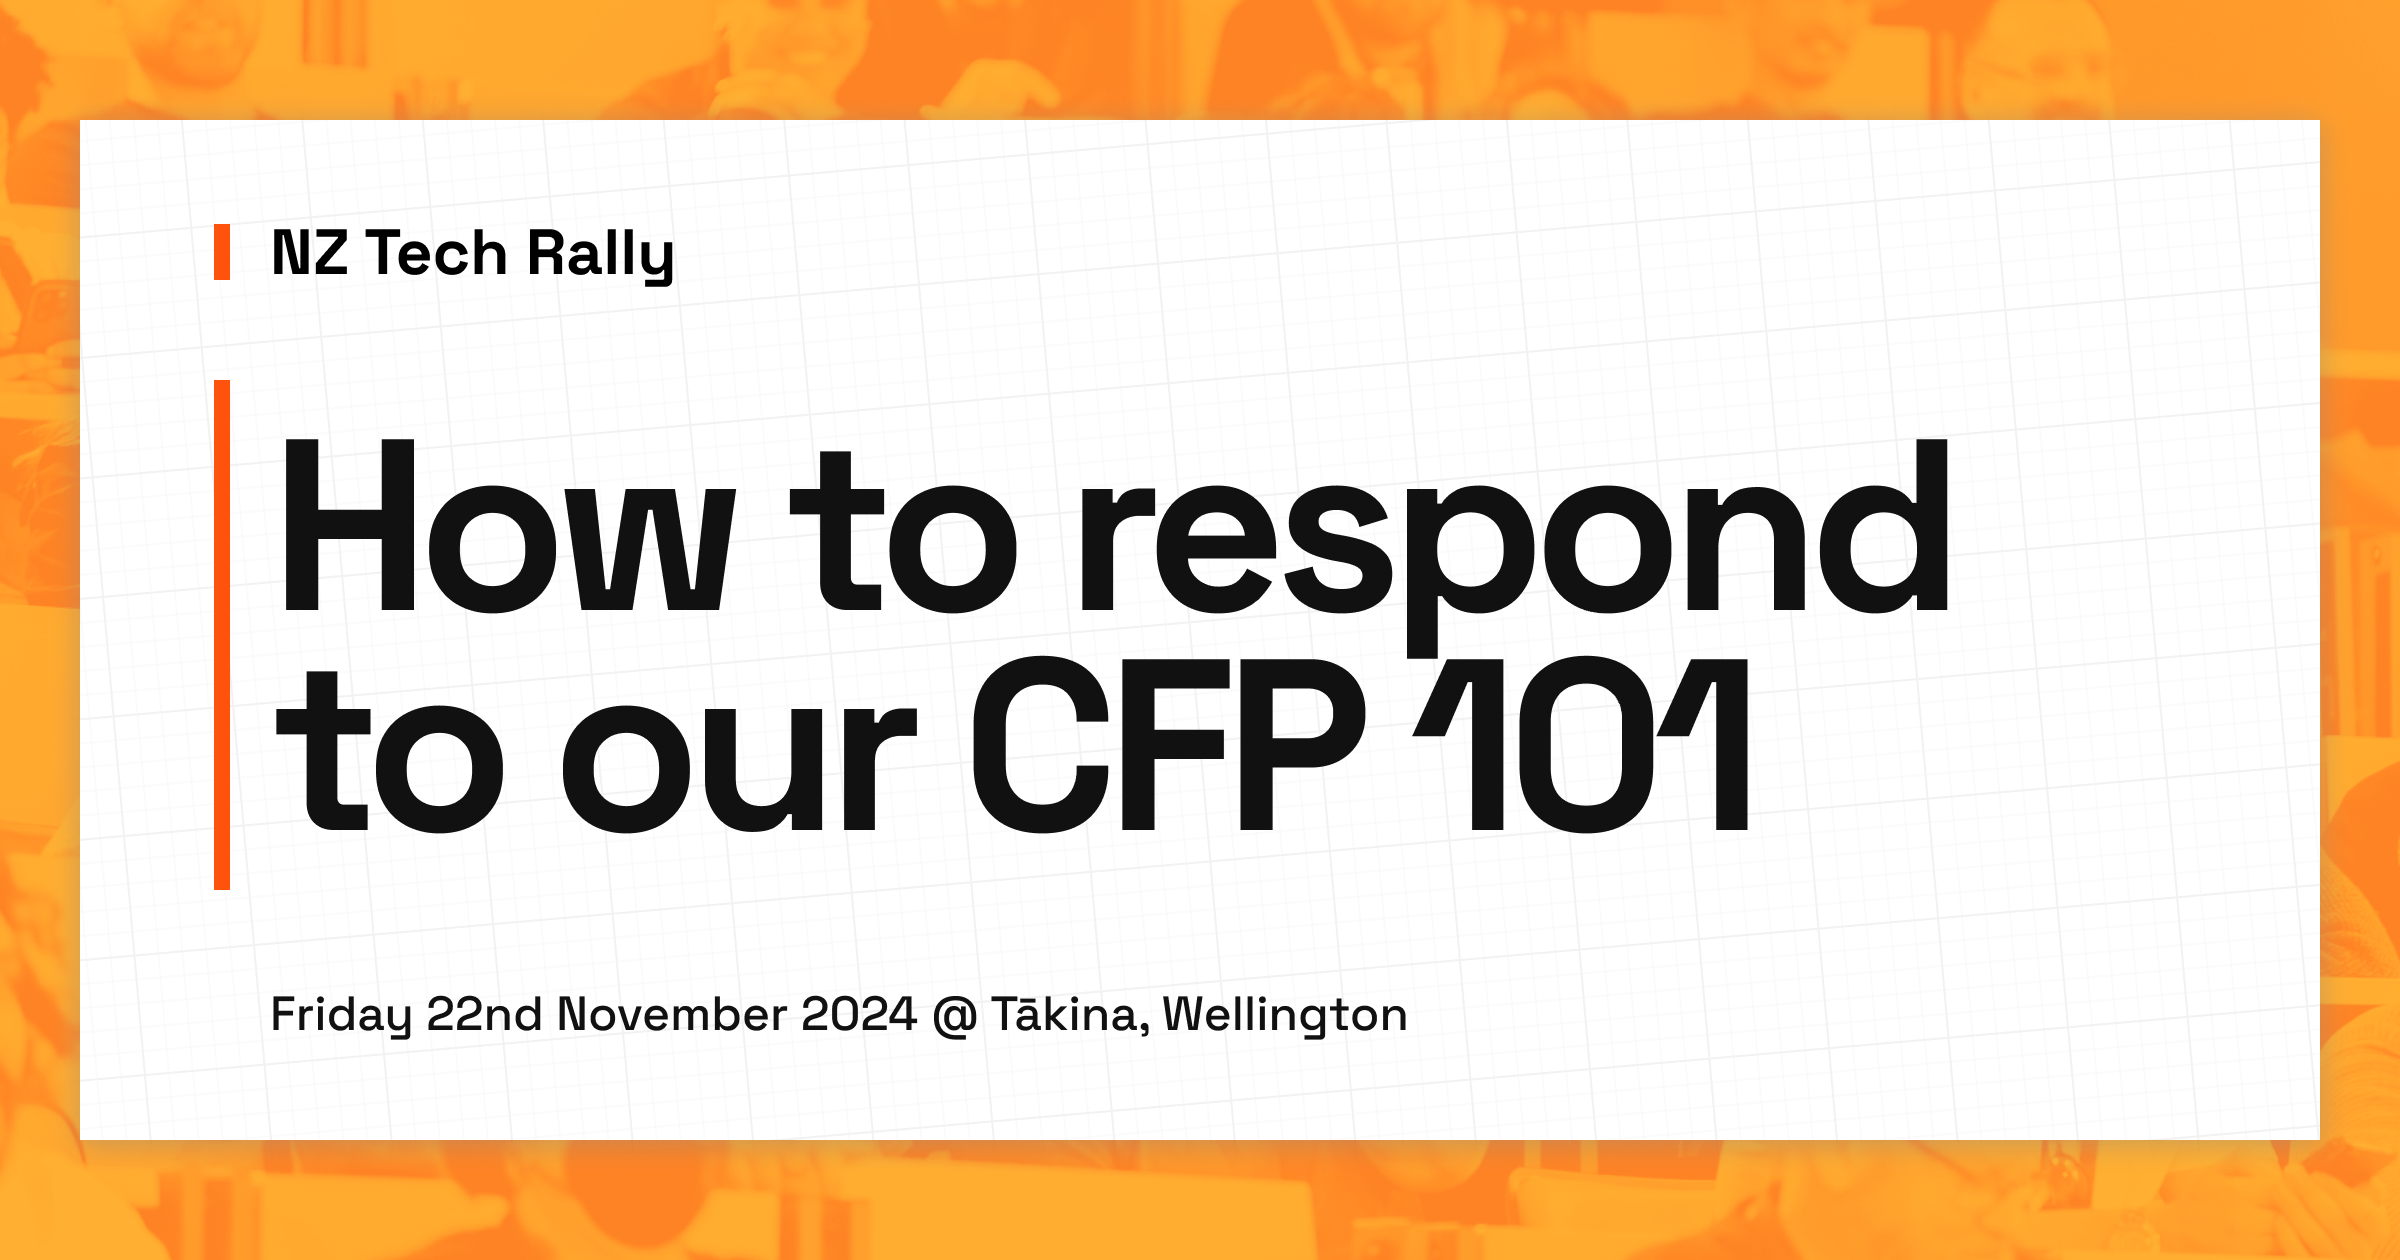 NZ Tech Rally
How to respond
to our CFP 101
Friday 22nd November 2024 @ Tākina, Wellington